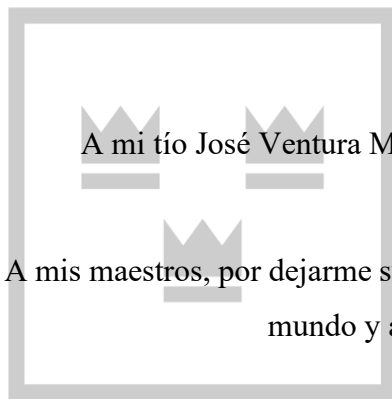 A mi tío José Ventura M
A mis maestros, por dejarme s
mundo y a